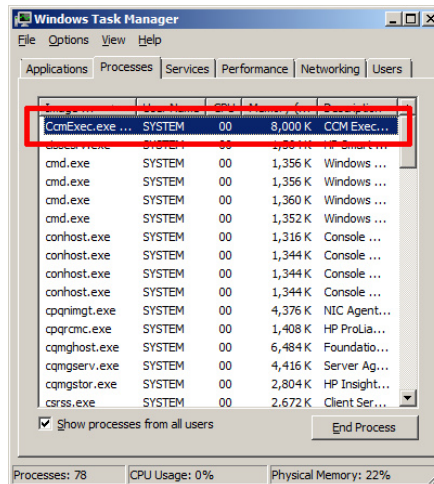 Windows Task Manager
File Options View Help
Applications Processes Services Performance Networking Users
User Name CPU
CcmExec.exe ... SYSTEM 00 8,000 K CCM Exec...
cmd.exe SYSTEM 00 1,356 K Windows ...
cmd.exe SYSTEM 00 1,356 K Windows ...
cmd.exe SYSTEM 00 1,360 K Windows ...
cmd.exe SYSTEM 00 1,352 K Windows ...
conhost.exe SYSTEM 00 1,316 K Console ...
conhost.exe SYSTEM 00 1,344 K Console ...
conhost.exe SYSTEM 00 1,344 K Console ...
conhost.exe SYSTEM 00 1,344 K Console ...
cpqnimgt.exe SYSTEM 00 4,376 K NIC Agent...
cpqrcmc.exe SYSTEM 00 1,408 K HP ProLia...
cqmghost.exe SYSTEM 00 6,484 K Foundatio...
cqmgserv.exe SYSTEM 00 4,416 K Server Ag...
cqmgstor.exe SYSTEM 00 2,804 K HP Insight...
csrss.exe SYSTEM 00 2,672 K Client Ser...
Show processes from all users
End Process
Processes: 78 CPU Usage: 0% Physical Memory: 22%